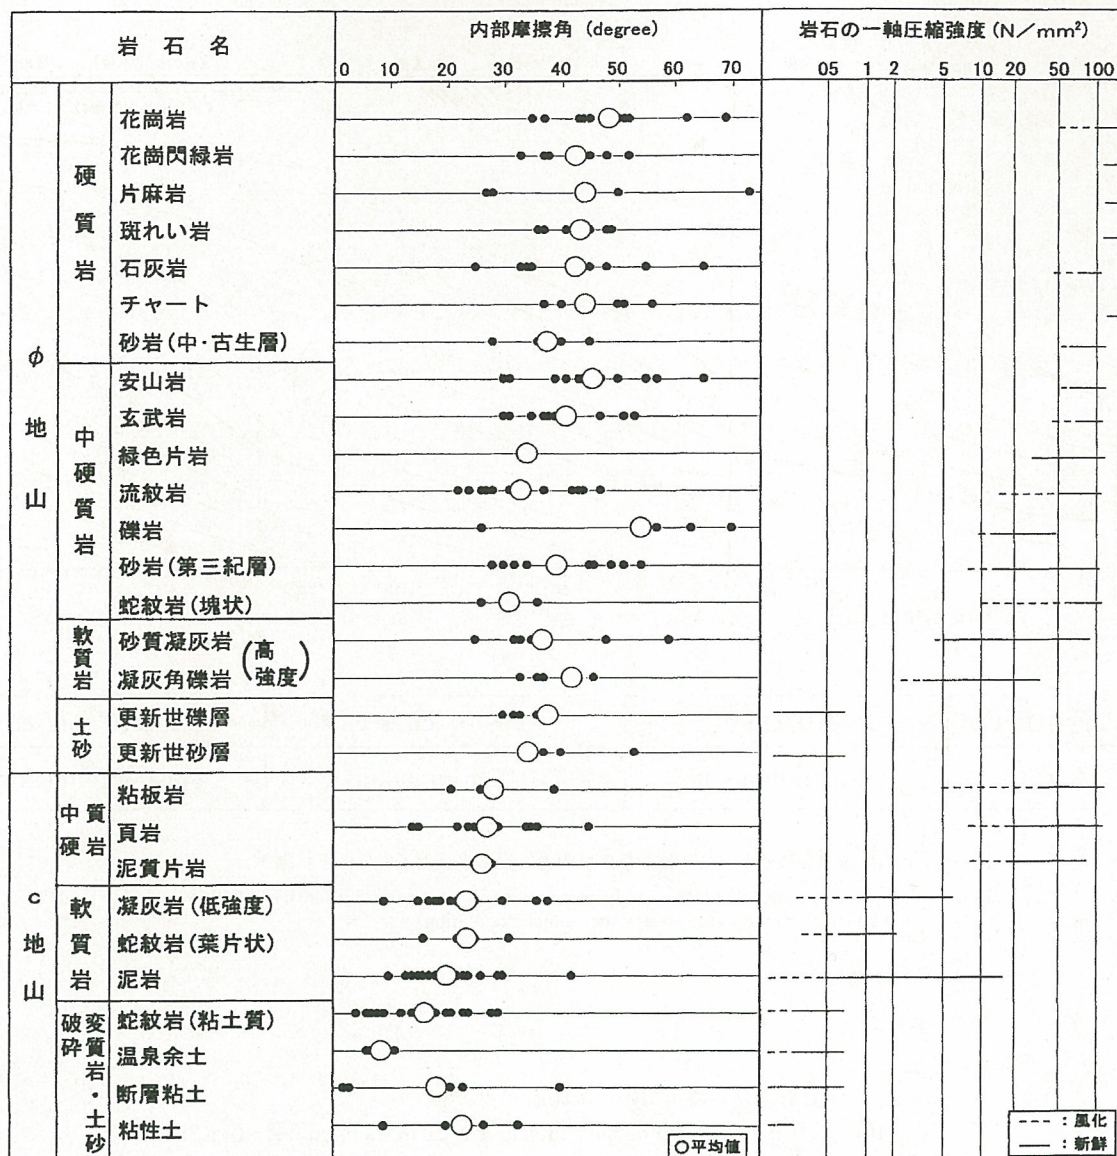 岩石名
内部摩擦角 (degree)
岩石の一軸圧縮強度 (N/mm²)
0 10 20 30 40 50 60 70
05 1 2 5 10 20 50 100
φ地山
硬質岩
花崗岩
花崗閃緑岩
片麻岩
斑れい岩
石灰岩
チャート
砂岩(中・古生層)
中硬質岩
安山岩
玄武岩
緑色片岩
流紋岩
礫岩
砂岩(第三紀層)
蛇紋岩(塊状)
軟質岩
砂質凝灰岩
凝灰角礫岩
(高強度)
土砂
更新世礫層
更新世砂層
c地山
中硬質岩
粘板岩
頁岩
泥質片岩
軟質岩
凝灰岩(低強度)
蛇紋岩(葉片状)
泥岩
破砕変質岩・土砂
蛇紋岩(粘土質)
温泉余土
断層粘土
粘性土
○平均値
--- : 風化
— : 新鮮